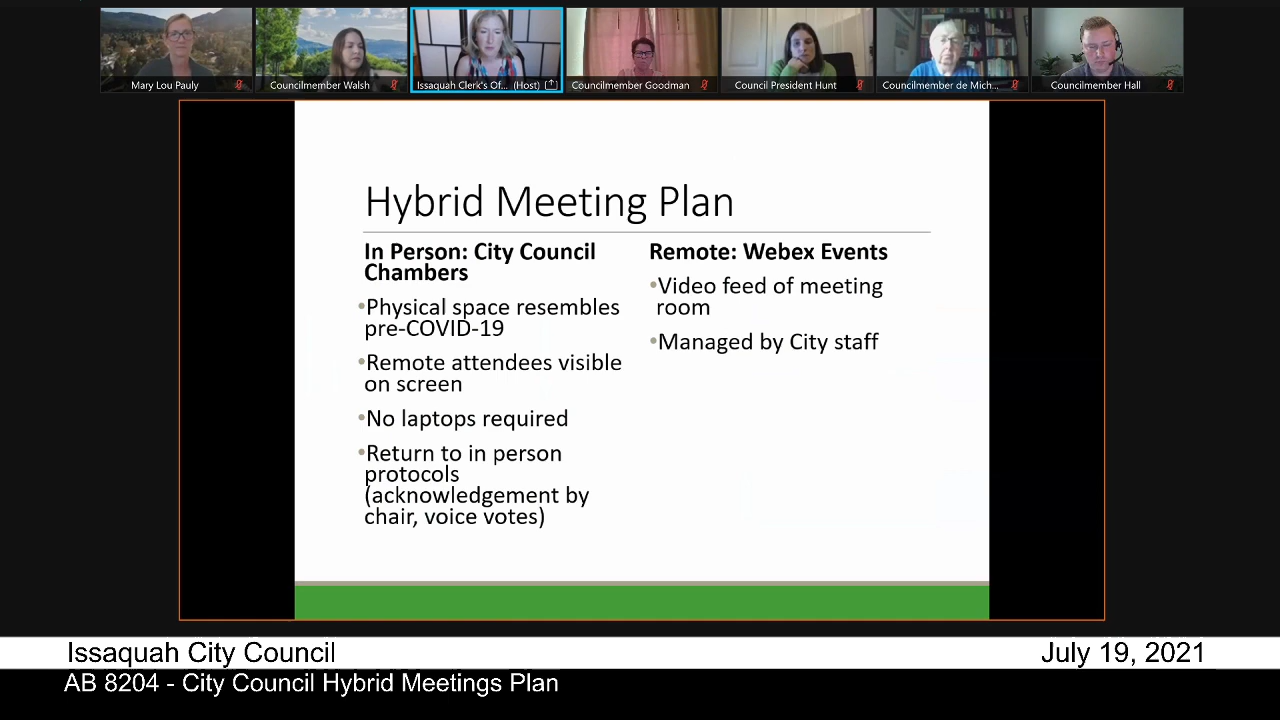 Mary Lou Pauly
Councilmember Walsh
Issaquah Clerk's Of... (Host)
Councilmember Goodman
Council President Hunt
Councilmember de Mich...
Councilmember Hall
Hybrid Meeting Plan
In Person: City Council
Chambers
•Physical space resembles
pre-COVID-19
•Remote attendees visible
on screen
•No laptops required
•Return to in person
protocols
(acknowledgement by
chair, voice votes)
Remote: Webex Events
•Video feed of meeting
room
•Managed by City staff
Issaquah City Council
July 19, 2021
AB 8204 - City Council Hybrid Meetings Plan